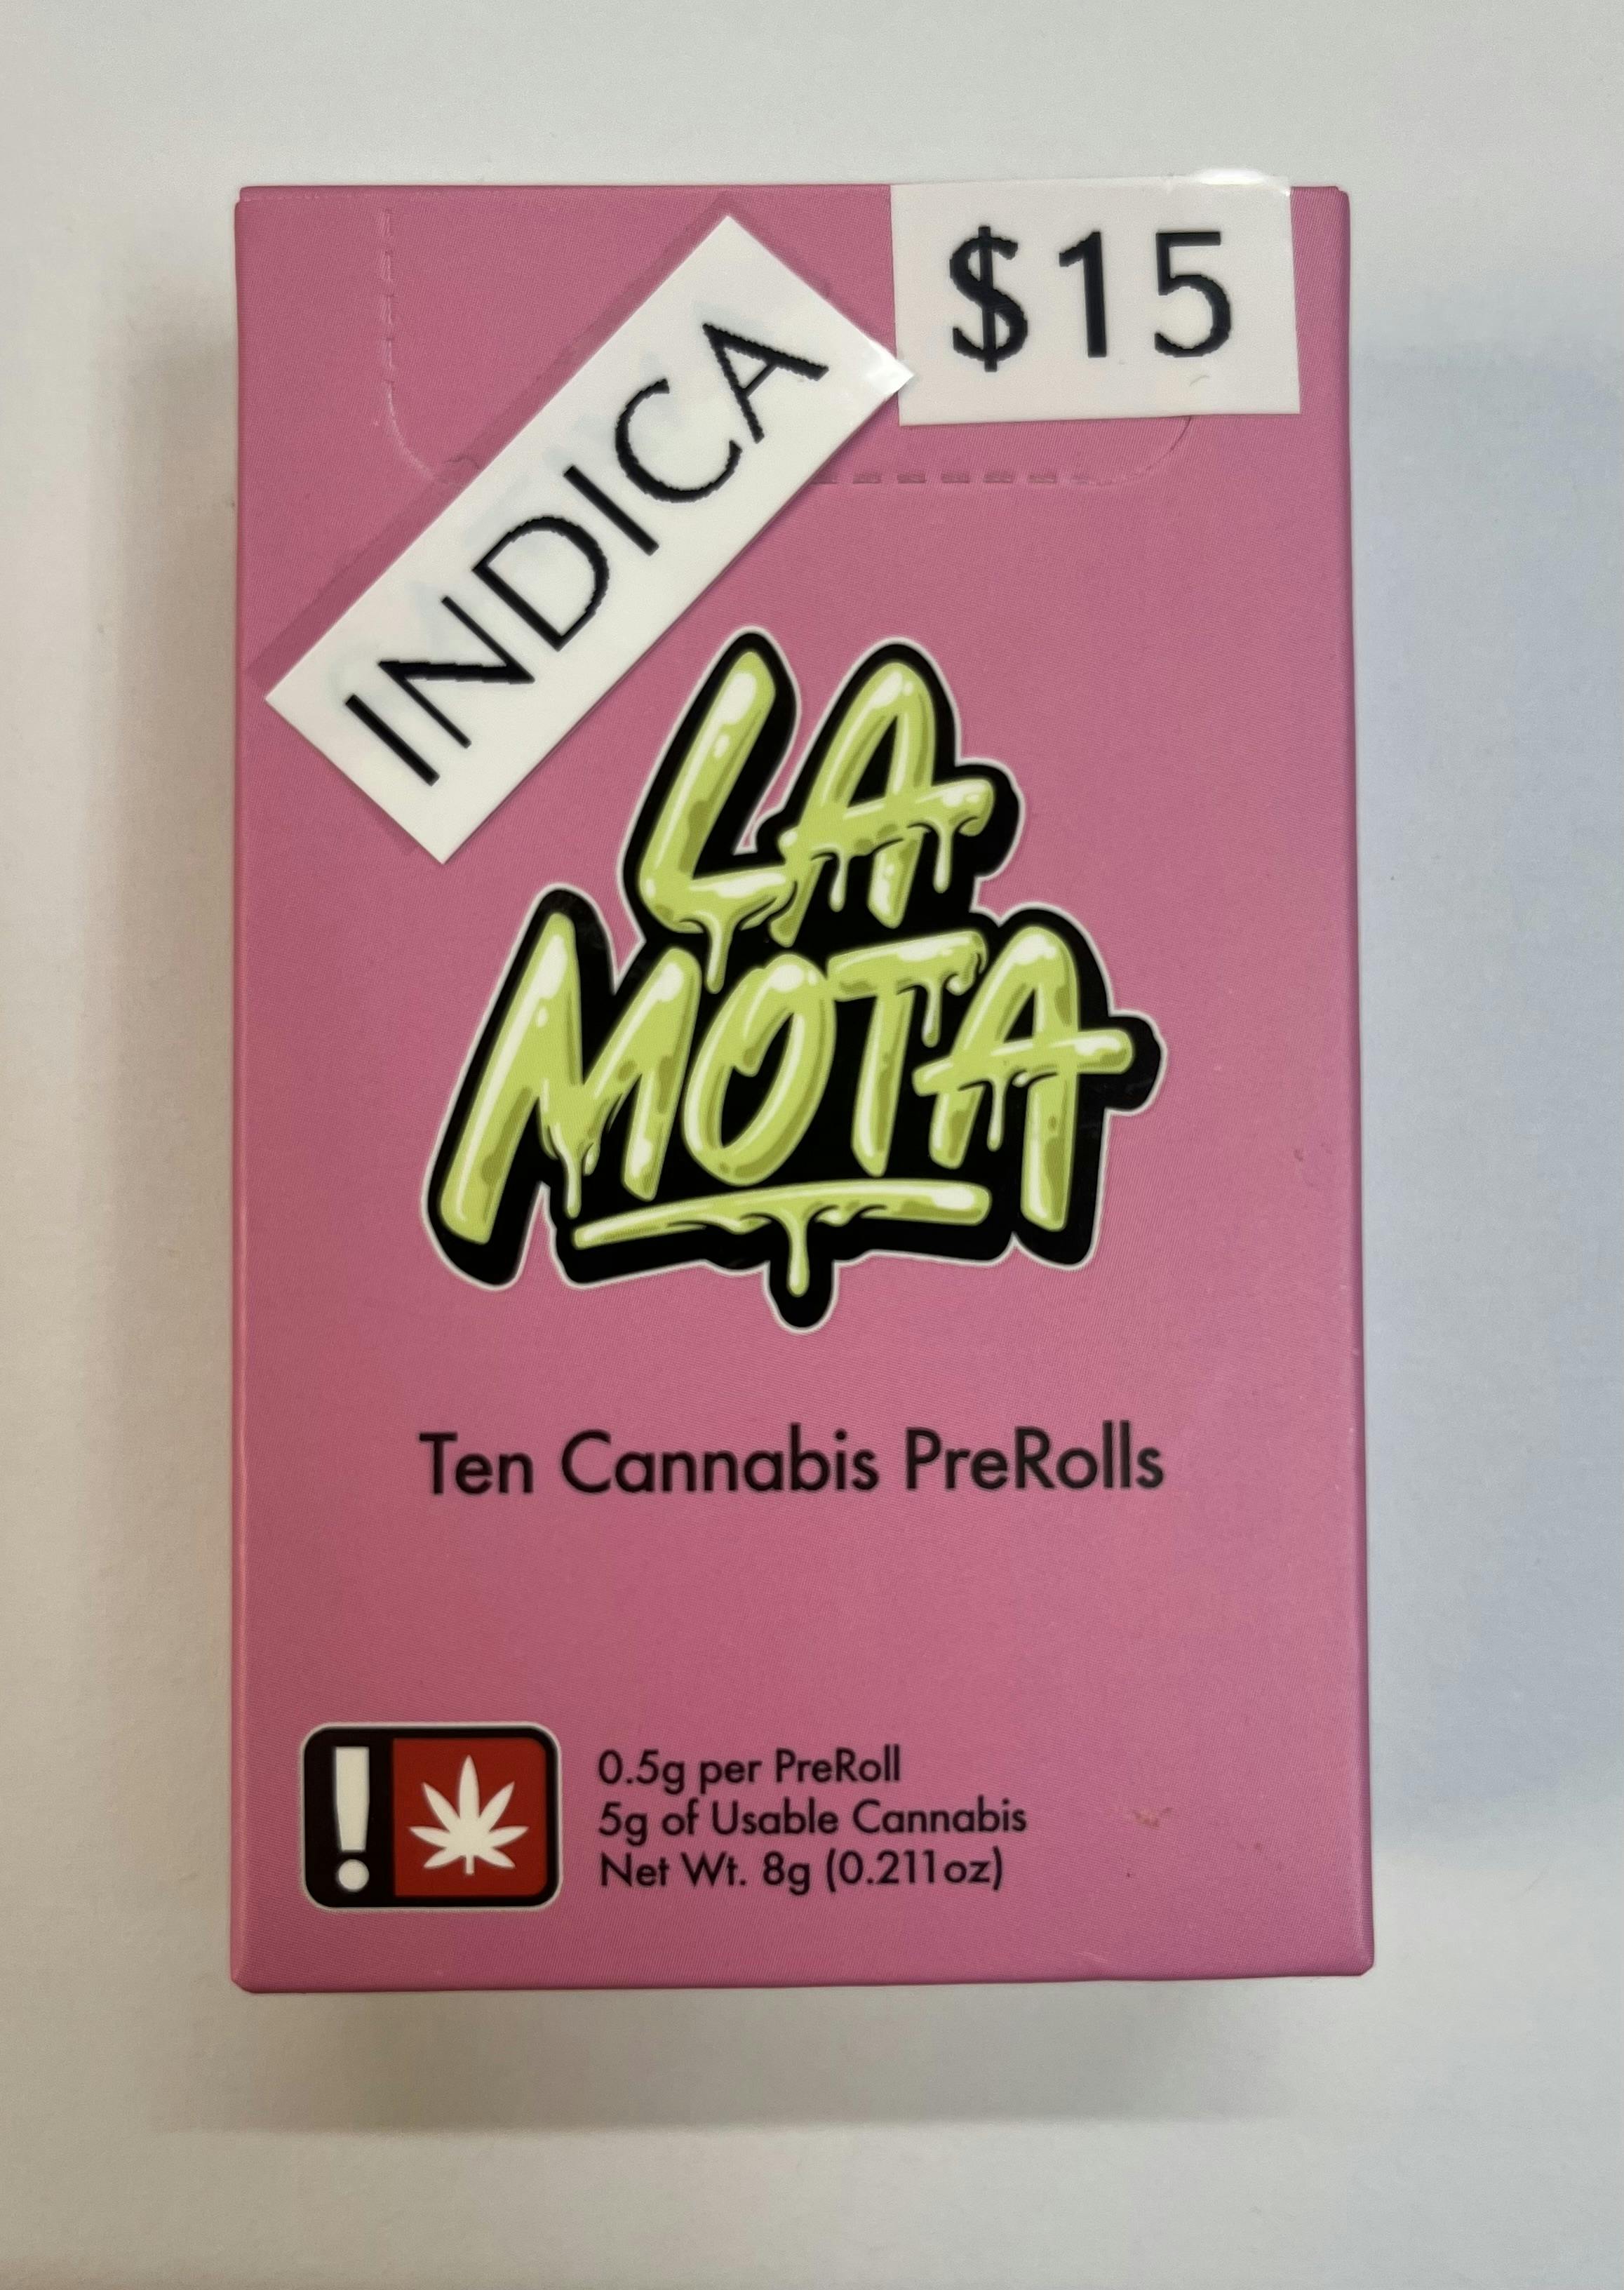 $15
INDICA
LA
MOTA
Ten Cannabis PreRolls
!
0.5g per PreRoll
5g of Usable Cannabis
Net Wt. 8g (0.211oz)